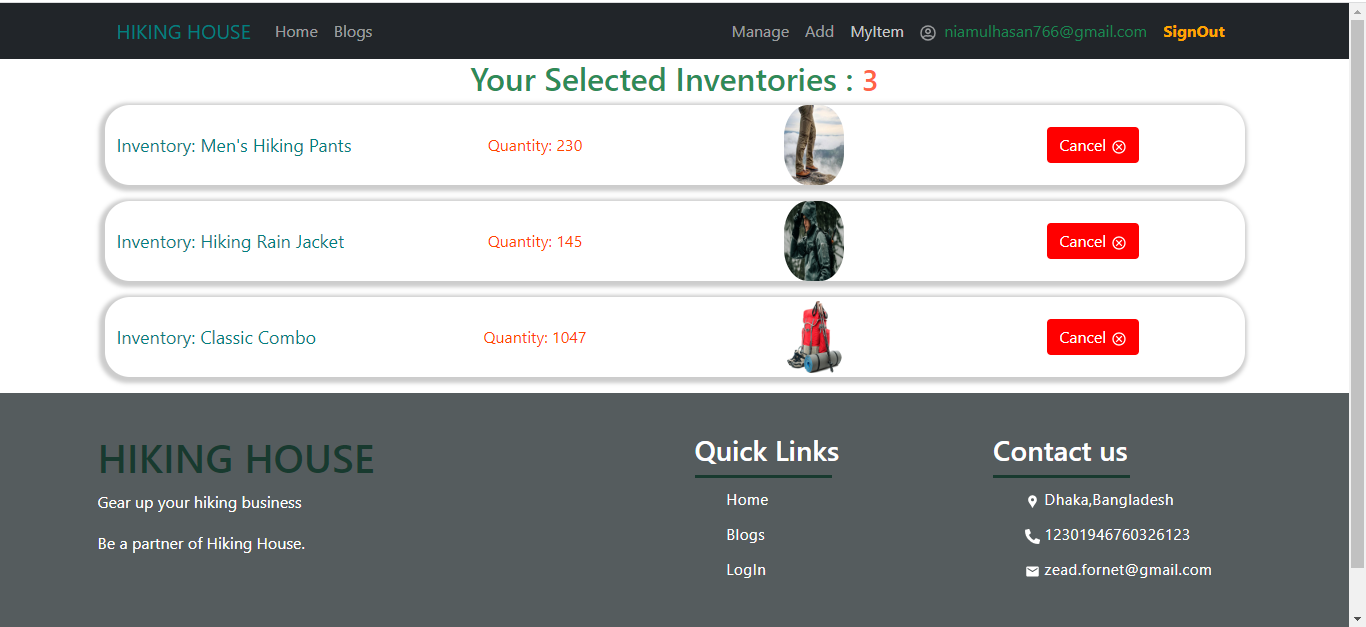 HIKING HOUSE Home Blogs Manage Add MyItem niamulhasan766@gmail.com SignOut
Your Selected Inventories : 3
Inventory: Men's Hiking Pants Quantity: 230 Cancel
Inventory: Hiking Rain Jacket Quantity: 145 Cancel
Inventory: Classic Combo Quantity: 1047 Cancel
HIKING HOUSE
Gear up your hiking business
Be a partner of Hiking House.
Quick Links
Home
Blogs
LogIn
Contact us
Dhaka,Bangladesh
12301946760326123
zead.fornet@gmail.com